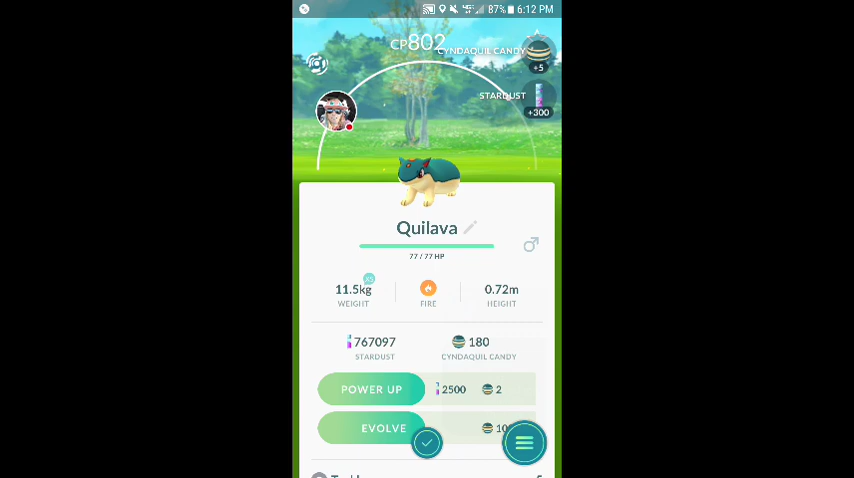 87% 6:12 PM
CP802
CYNDAQUIL CANDY
+5
STARDUST
+300
Quilava
77 / 77 HP
XS
11.5kg
WEIGHT
FIRE
0.72m
HEIGHT
767097
STARDUST
180
CYNDAQUIL CANDY
POWER UP 2500 2
EVOLVE